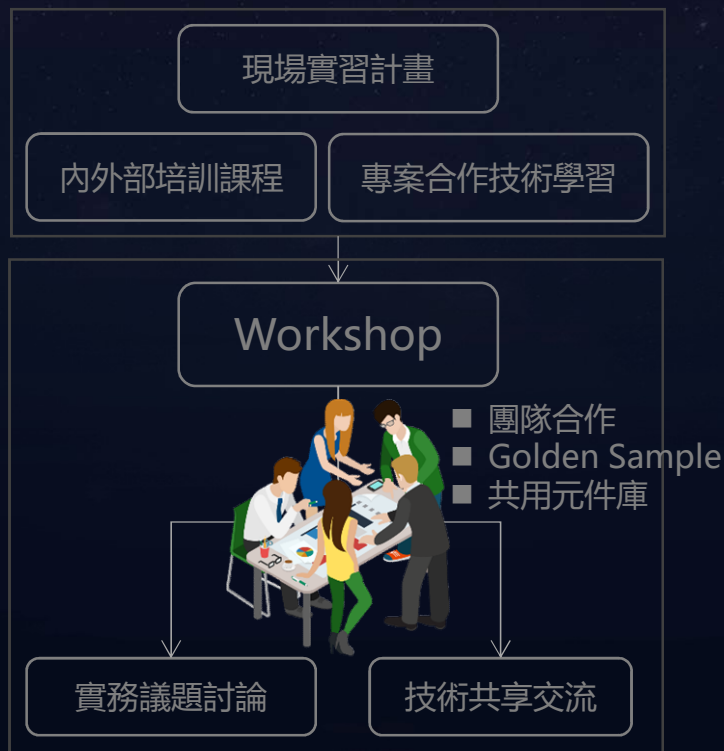 現場實習計畫
內外部培訓課程
專案合作技術學習
Workshop
■ 團隊合作
■ Golden Sample
■ 共用元件庫
實務議題討論
技術共享交流